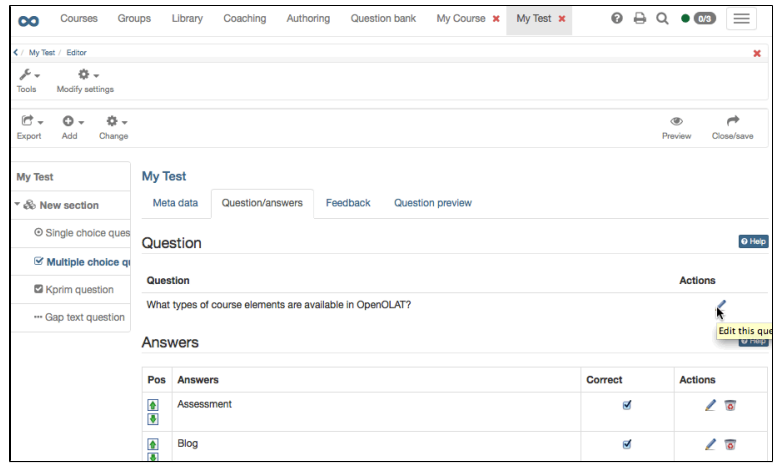 Courses Groups Library Coaching Authoring Question bank My Course My Test 0/3
/ My Test / Editor
Tools Modify settings
Export Add Change Preview Close/save
My Test
New section
Single choice ques
Multiple choice qu
Kprim question
Gap text question
My Test
Meta data Question/answers Feedback Question preview
Question Help
Question Actions
What types of course elements are available in OpenOLAT?
Edit this que
Answers Help
Pos Answers Correct Actions
Assessment
Blog